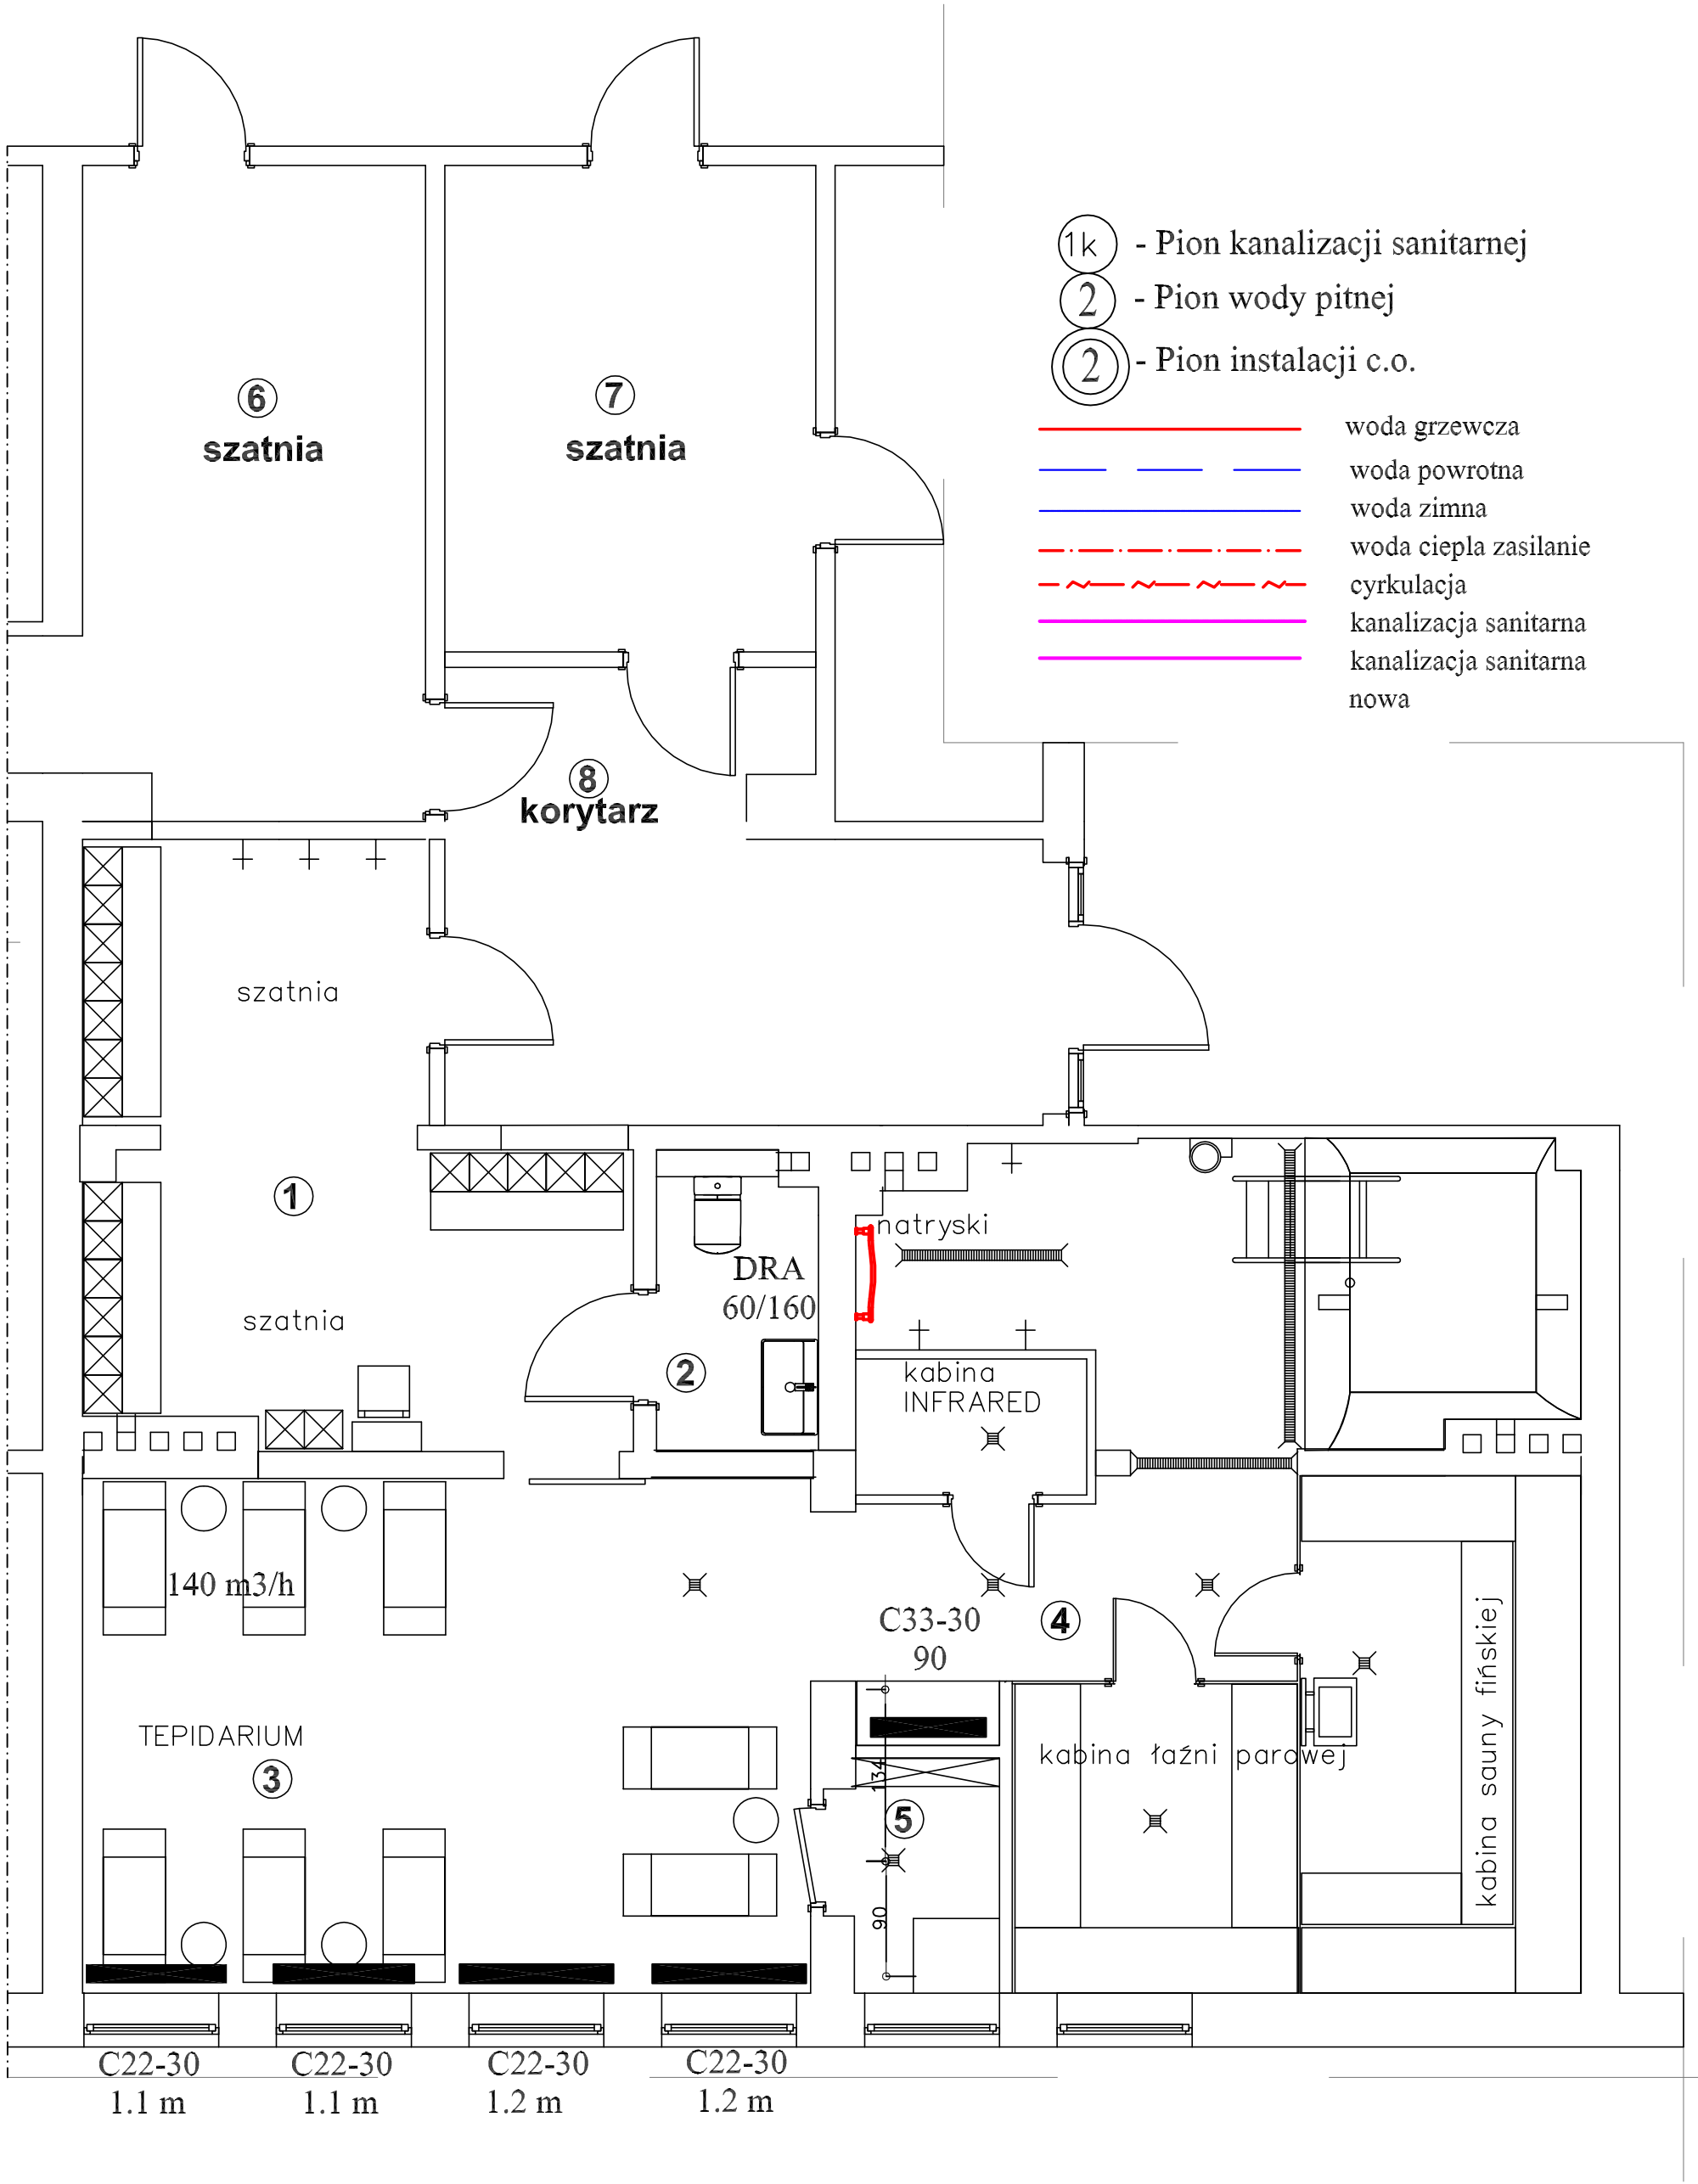 1k - Pion kanalizacji sanitarnej
2 - Pion wody pitnej
2 - Pion instalacji c.o.
woda grzewcza
woda powrotna
woda zimna
woda ciepla zasilanie
cyrkulacja
kanalizacja sanitarna
kanalizacja sanitarna
nowa
6
szatnia
7
szatnia
8
korytarz
szatnia
1
szatnia
DRA
60/160
2
natryski
kabina
INFRARED
140 m3/h
C33-30
90
4
TEPIDARIUM
3
134
5
90
kabina łaźni parowej
kabina sauny fińskiej
C22-30
1.1 m
C22-30
1.1 m
C22-30
1.2 m
C22-30
1.2 m